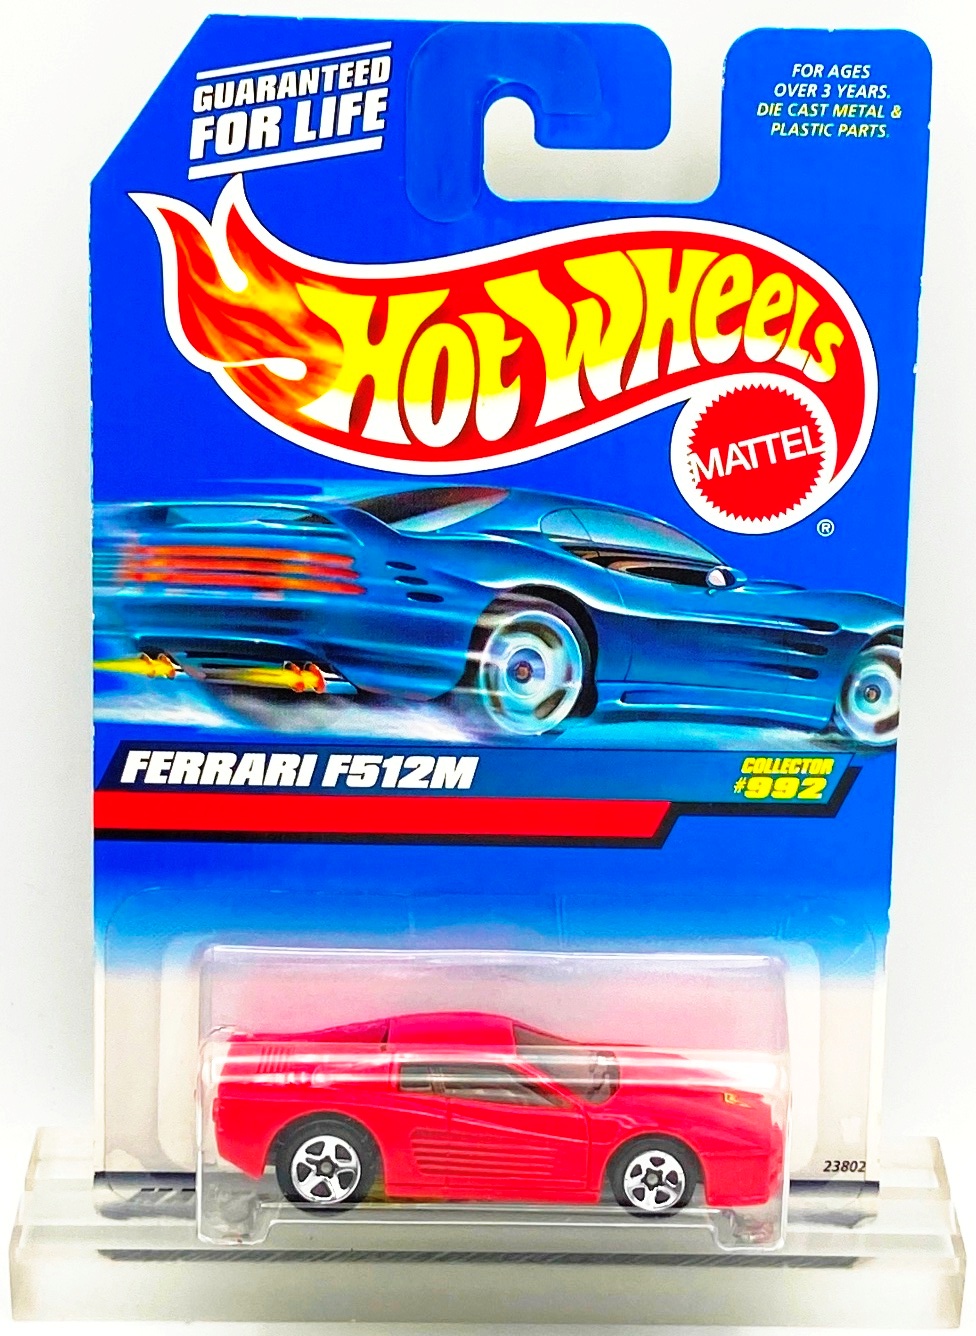 GUARANTEED
FOR LIFE
FOR AGES
OVER 3 YEARS.
DIE CAST METAL &
PLASTIC PARTS.
HOT WHEELS
MATTEL
®
FERRARI F512M
COLLECTOR
#992
23802